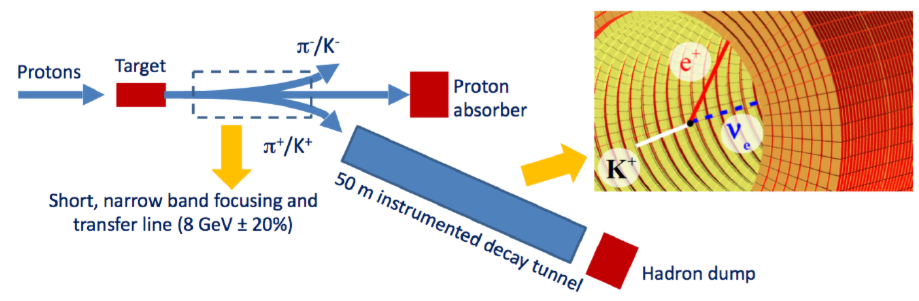 Protons
Target
π⁻/K⁻
Proton
absorber
π⁺/K⁺
Short, narrow band focusing and
transfer line (8 GeV ± 20%)
50 m instrumented decay tunnel
Hadron dump
e⁺
K⁺
νₑ